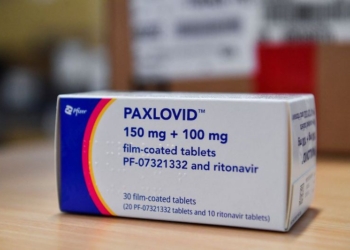 Pfizer
PAXLOVID™
150 mg + 100 mg
film-coated tablets
PF-07321332 and ritonavir
30 film-coated tablets
(20 PF-07321332 tablets and 10 ritonavir tablets)